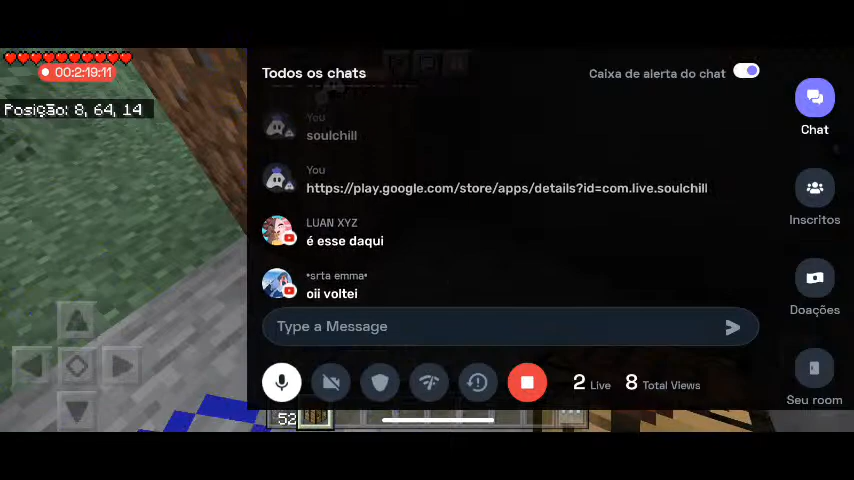 Todos os chats
Caixa de alerta do chat
00:2:19:11
Posição: 8, 64, 14
Chat
You
soulchill
You
https://play.google.com/store/apps/details?id=com.live.soulchill
Inscritos
LUAN XYZ
é esse daqui
*srta emma*
oii voltei
Doações
Type a Message
2 Live 8 Total Views
Seu room
52